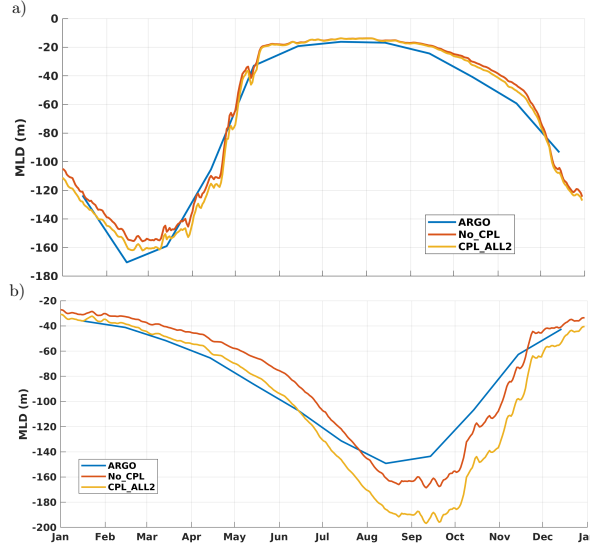 a)
0
-20
-40
-60
-80
-100
-120
-140
-160
-180
MLD (m)
ARGO
No_CPL
CPL_ALL2
b)
-20
-40
-60
-80
-100
-120
-140
-160
-180
-200
MLD (m)
ARGO
No_CPL
CPL_ALL2
Jan Feb Mar Apr May Jun Jul Aug Sep Oct Nov Dec Ja